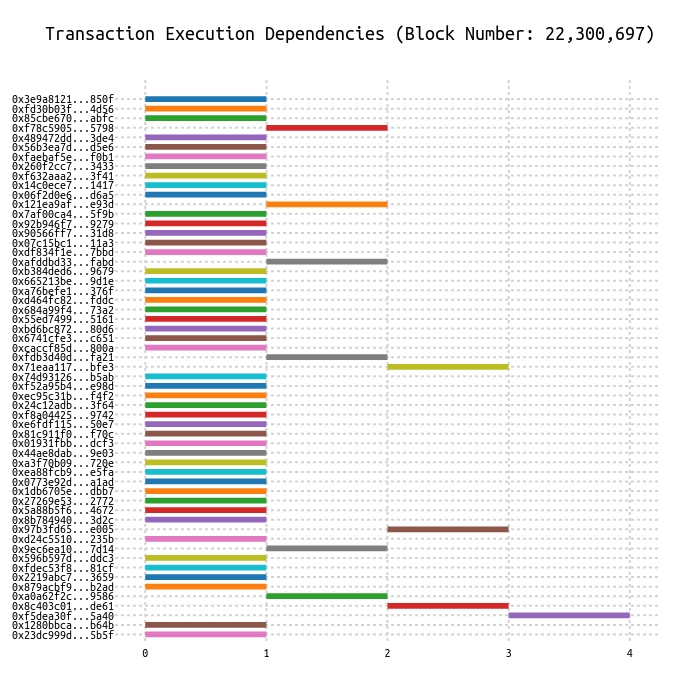 Transaction Execution Dependencies (Block Number: 22,300,697)
0x3e9a8121...850f
0xfd30b03f...4d56
0x85cbe670...abfc
0xf78c5905...5798
0x489472dd...3de4
0x56b3ea7d...d5e6
0xfaebaf5e...f0b1
0x260f2cc7...3433
0xf632aaa2...3f41
0x14c0ece7...1417
0x06f2d0e6...d6a5
0x121ea9af...e93d
0x7af00ca4...5f9b
0x92b946f7...9279
0x90566ff7...31d8
0x07c15bc1...11a3
0xdf834f1e...7bbd
0xafddbd33...fabd
0xb384ded6...9679
0x665213be...9d1e
0xa76befe1...376f
0xd464fc82...fddc
0x684a99f4...73a2
0x55ed7499...5161
0xbd6bc872...80d6
0x6741cfe3...c651
0xcaccf85d...800a
0xfdb3d40d...fa21
0x71eaa117...bfe3
0x74d93126...b5ab
0xf52a95b4...e98d
0xec95c31b...f4f2
0x24c12adb...3f64
0xf8a04425...9742
0xe6fdf115...50e7
0x81c911f0...f70c
0x01931fbb...dcf3
0x44ae8dab...9e03
0xa3f70b09...720e
0xea88fcb9...e5fa
0x0773e92d...a1ad
0x1db6705e...dbb7
0x27269e53...2772
0x5a88b5f6...4672
0x8b784940...3d2c
0x97b3fd65...e005
0xd24c5510...235b
0x9ec6ea10...7d14
0x596b597d...ddc3
0xfdec53f8...81cf
0x2219abc7...3659
0x879acbf9...b2ad
0xa0a62f2c...9586
0x8c403c01...de61
0xf5dea30f...5a40
0x1280bbca...b64b
0x23dc999d...5b5f
0 1 2 3 4